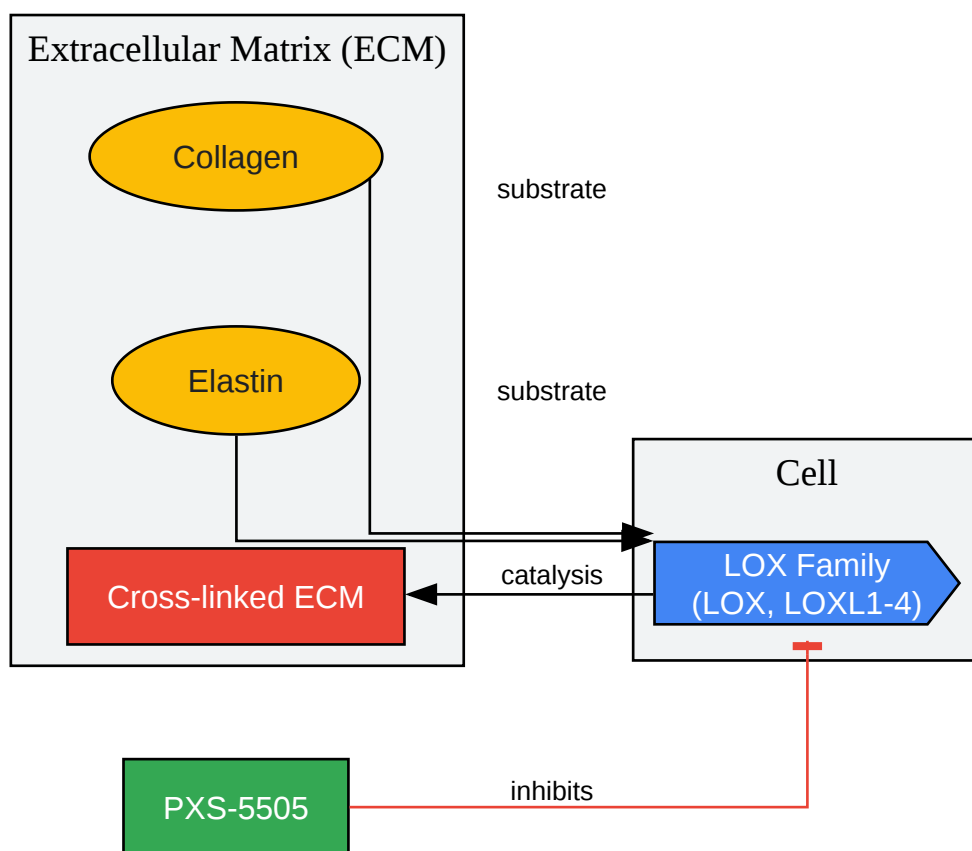 Extracellular Matrix (ECM)
Collagen
substrate
Elastin
substrate
Cell
LOX Family
(LOX, LOXL1-4)
catalysis
Cross-linked ECM
PXS-5505
inhibits